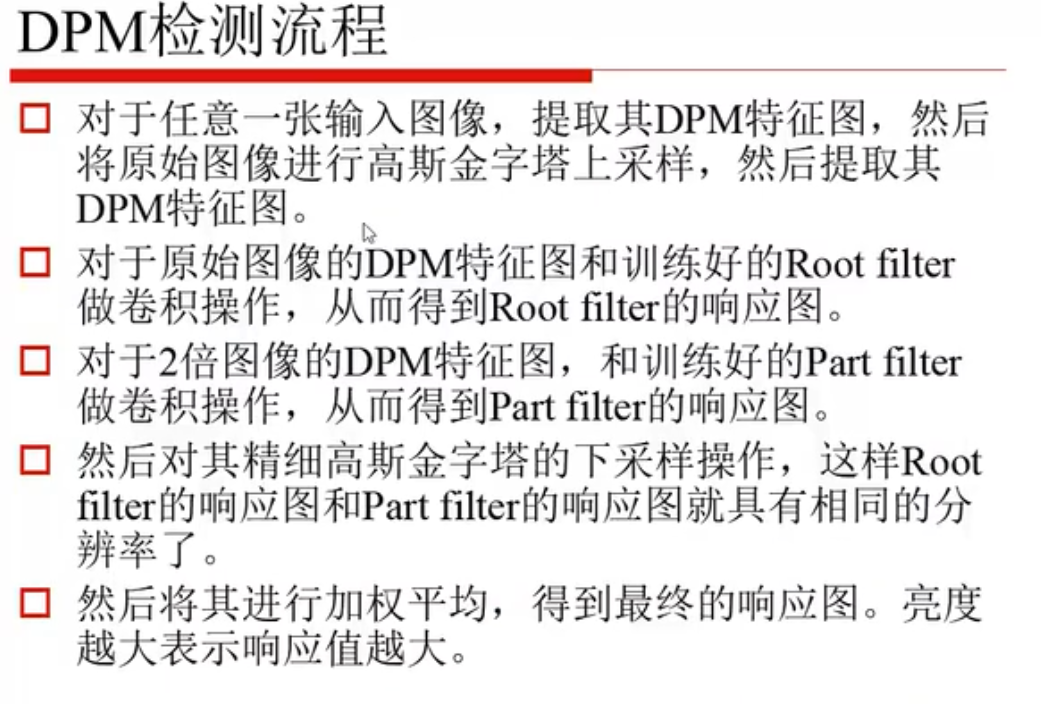 DPM检测流程
对于任意一张输入图像，提取其DPM特征图，然后
将原始图像进行高斯金字塔上采样，然后提取其
DPM特征图。
对于原始图像的DPM特征图和训练好的Root filter
做卷积操作，从而得到Root filter的响应图。
对于2倍图像的DPM特征图，和训练好的Part filter
做卷积操作，从而得到Part filter的响应图。
然后对其精细高斯金字塔的下采样操作，这样Root
filter的响应图和Part filter的响应图就具有相同的分
辨率了。
然后将其进行加权平均，得到最终的响应图。亮度
越大表示响应值越大。